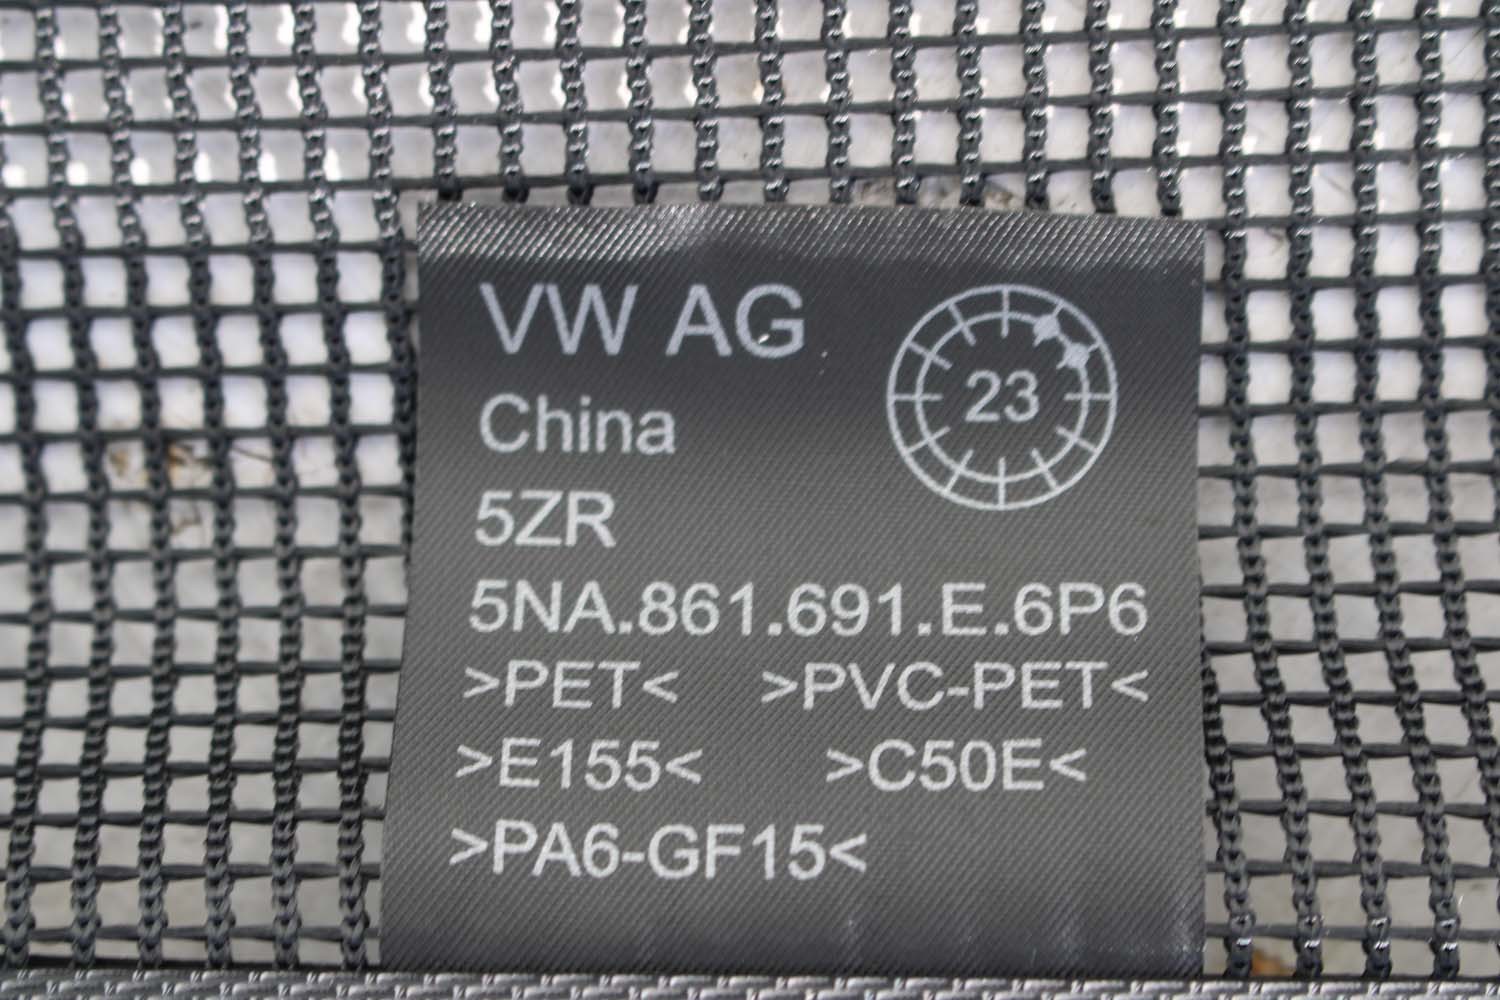 VW AG
China
23
5ZR
5NA.861.691.E.6P6
>PET< >PVC-PET<
>E155< >C50E<
>PA6-GF15<